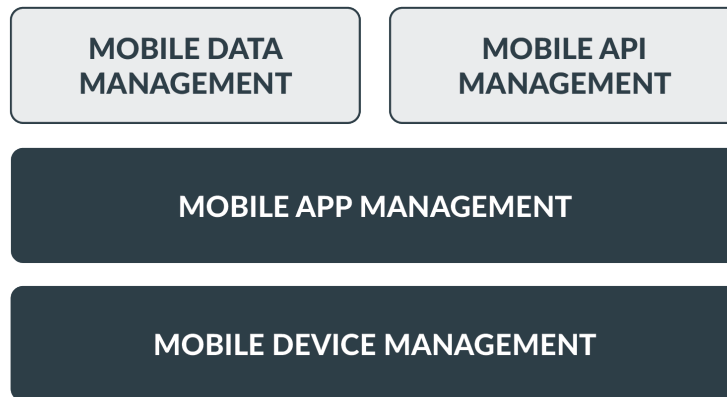 MOBILE DATA
MANAGEMENT
MOBILE API
MANAGEMENT
MOBILE APP MANAGEMENT
MOBILE DEVICE MANAGEMENT